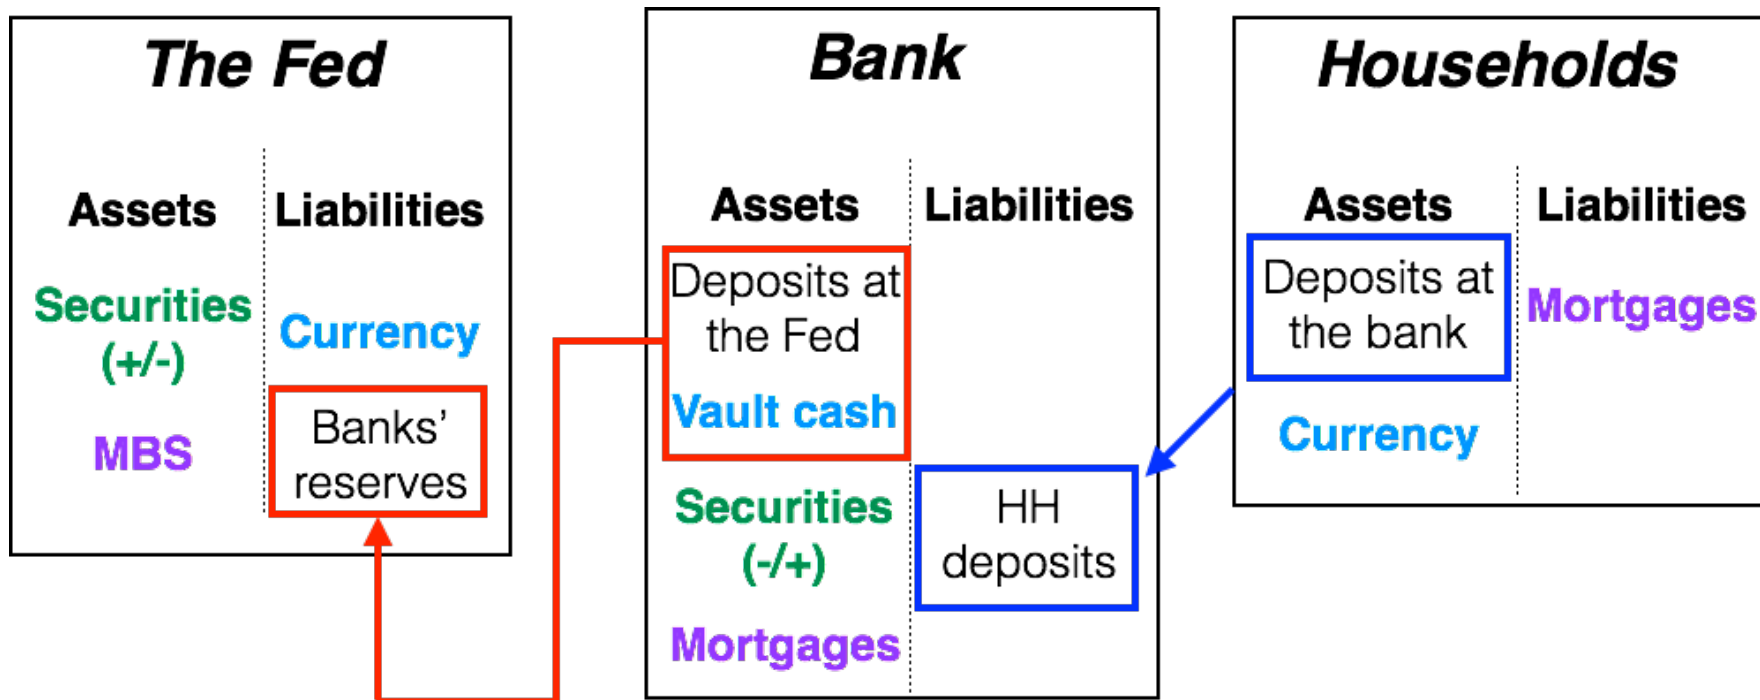 The Fed
Assets
Liabilities
Securities
(+/-)
MBS
Currency
Banks’
reserves
Bank
Assets
Liabilities
Deposits at
the Fed
Vault cash
Securities
(-/+)
Mortgages
HH
deposits
Households
Assets
Liabilities
Deposits at
the bank
Currency
Mortgages